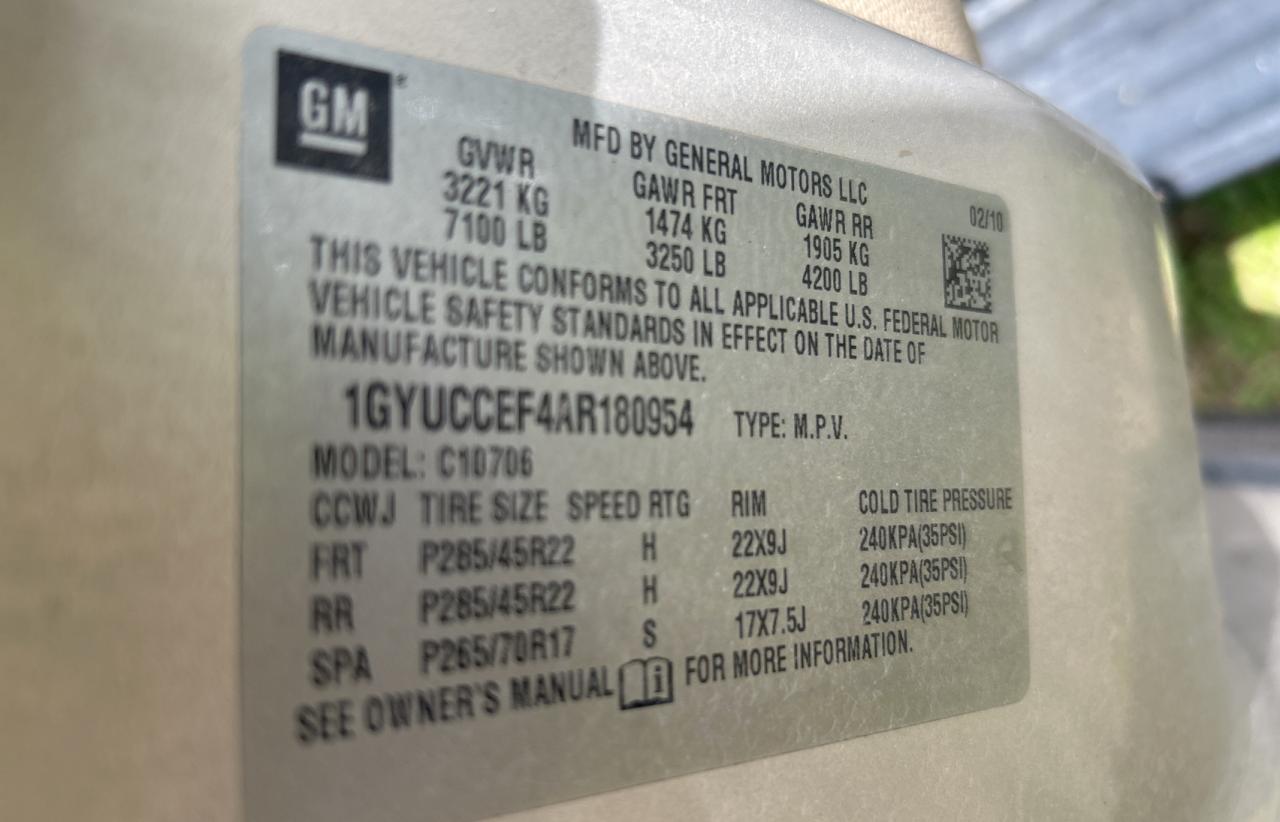 GM
MFD BY GENERAL MOTORS LLC
02/10
GVWR GAWR FRT GAWR RR
3221 KG 1474 KG 1905 KG
7100 LB 3250 LB 4200 LB
THIS VEHICLE CONFORMS TO ALL APPLICABLE U.S. FEDERAL MOTOR
VEHICLE SAFETY STANDARDS IN EFFECT ON THE DATE OF
MANUFACTURE SHOWN ABOVE.
1GYUCCEF4AR180954 TYPE: M.P.V.
MODEL: C10706
CCWJ TIRE SIZE SPEED RTG RIM COLD TIRE PRESSURE
FRT P285/45R22 H 22X9J 240KPA(35PSI)
RR P285/45R22 H 22X9J 240KPA(35PSI)
SPA P265/70R17 S 17X7.5J 240KPA(35PSI)
SEE OWNER'S MANUAL FOR MORE INFORMATION.